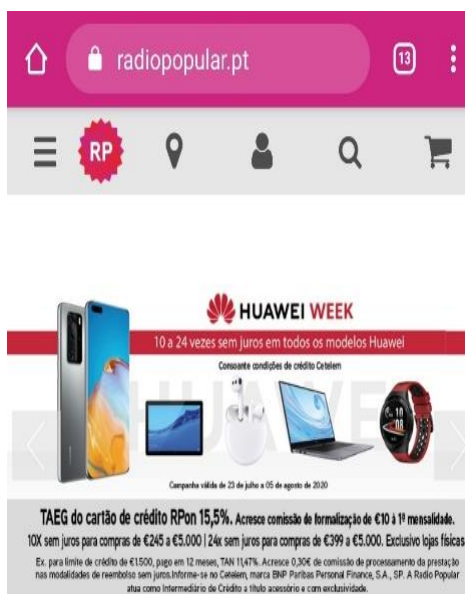 radiopopular.pt
13
RP
HUAWEI WEEK
10 a 24 vezes sem juros em todos os modelos Huawei
Consoante condições de crédito Cetelem
HUAWEI
10
08
Campanha válida de 23 de julho a 05 de agosto de 2020
TAEG do cartão de crédito RPon 15,5%. Acresce comissão de formalização de €10 à 1ª mensalidade.
10X sem juros para compras de €245 a €5.000 | 24x sem juros para compras de €399 a €5.000. Exclusivo lojas físicas
Ex. para limite de crédito de €1.500, pago em 12 meses, TAN 11,47%. Acresce 0,30€ de comissão de processamento da prestação
nas modalidades de reembolso sem juros.Informe-se no Cetelem, marca BNP Paribas Personal Finance, S.A., SP. A Radio Popular
atua como Intermediário de Crédito a título acessório e com exclusividade.